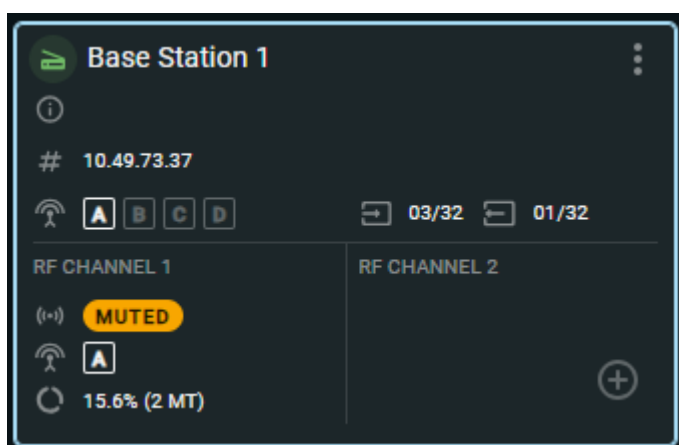 Base Station 1
# 10.49.73.37
A B C D 03/32 01/32
RF CHANNEL 1 RF CHANNEL 2
MUTED
A
15.6% (2 MT)